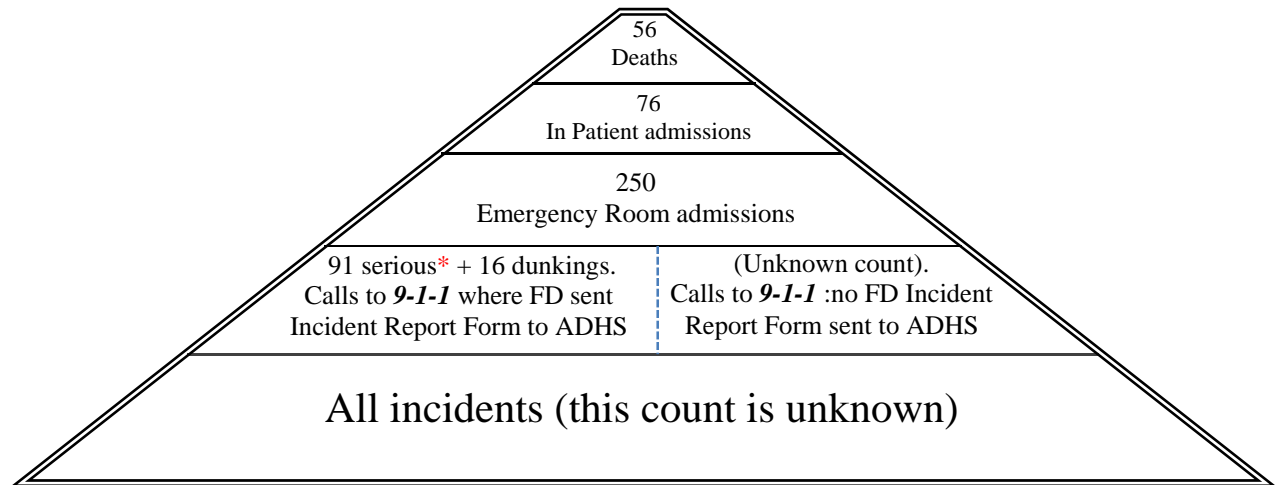 56
Deaths
76
In Patient admissions
250
Emergency Room admissions
91 serious* + 16 dunkings.
Calls to 9-1-1 where FD sent
Incident Report Form to ADHS
(Unknown count).
Calls to 9-1-1 :no FD Incident
Report Form sent to ADHS
All incidents (this count is unknown)